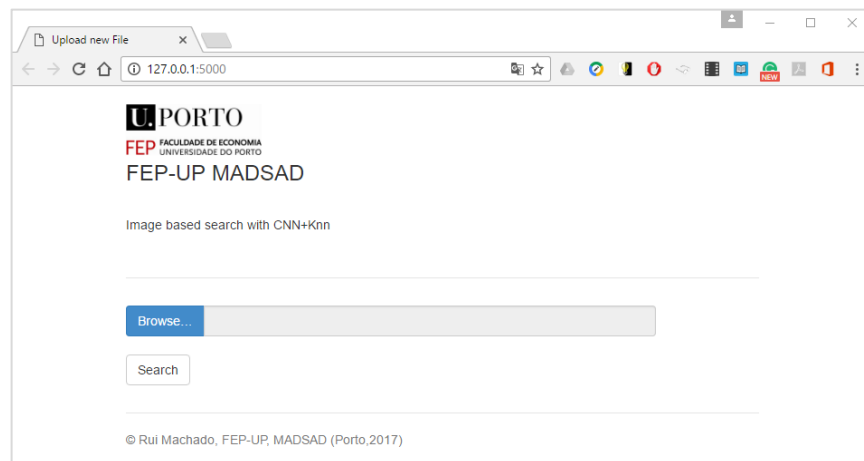 Upload new File
127.0.0.1:5000
NEW
U. PORTO
FEP FACULDADE DE ECONOMIA
UNIVERSIDADE DO PORTO
FEP-UP MADSAD
Image based search with CNN+Knn
Browse...
Search
© Rui Machado, FEP-UP, MADSAD (Porto,2017)